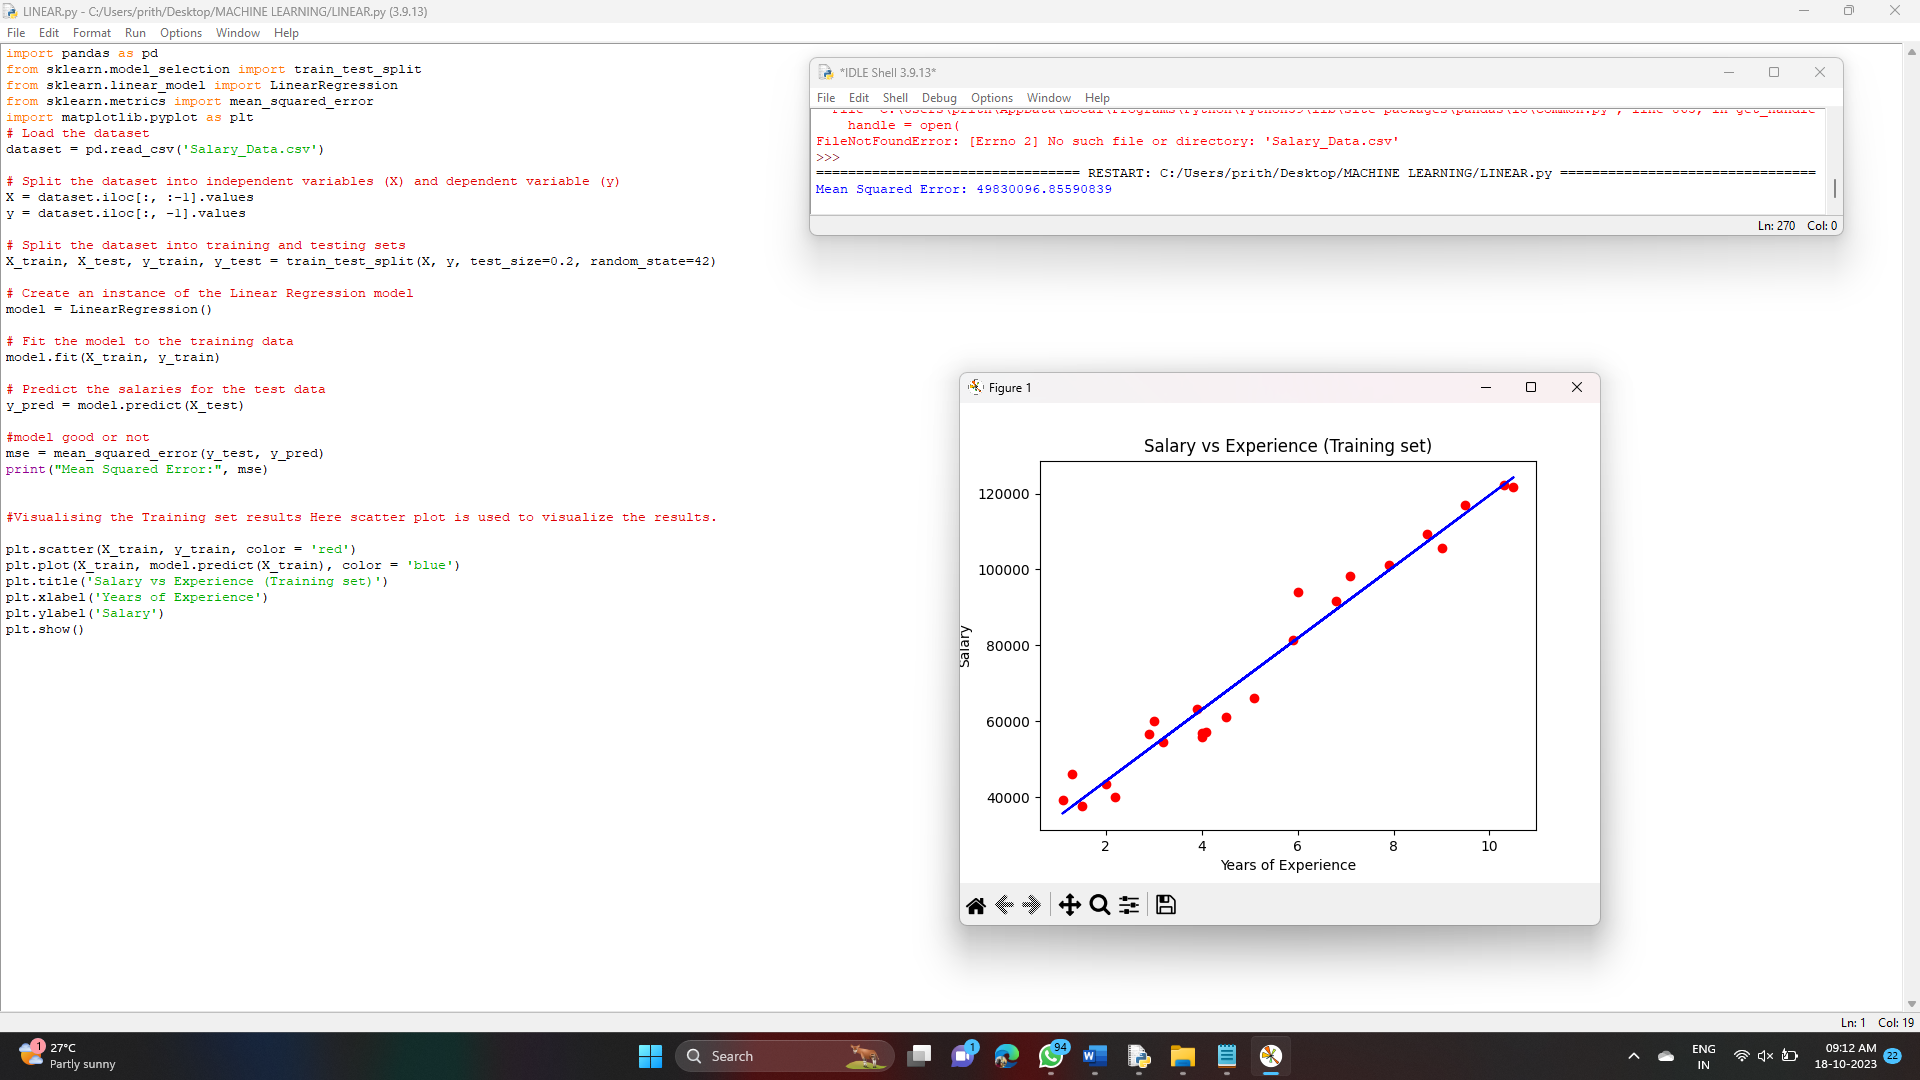 LINEAR.py - C:/Users/prith/Desktop/MACHINE LEARNING/LINEAR.py (3.9.13)
File Edit Format Run Options Window Help
import pandas as pd
from sklearn.model_selection import train_test_split
from sklearn.linear_model import LinearRegression
from sklearn.metrics import mean_squared_error
import matplotlib.pyplot as plt
# Load the dataset
dataset = pd.read_csv('Salary_Data.csv')
# Split the dataset into independent variables (X) and dependent variable (y)
X = dataset.iloc[:, :-1].values
y = dataset.iloc[:, -1].values
# Split the dataset into training and testing sets
X_train, X_test, y_train, y_test = train_test_split(X, y, test_size=0.2, random_state=42)
# Create an instance of the Linear Regression model
model = LinearRegression()
# Fit the model to the training data
model.fit(X_train, y_train)
# Predict the salaries for the test data
y_pred = model.predict(X_test)
#model good or not
mse = mean_squared_error(y_test, y_pred)
print("Mean Squared Error:", mse)
#Visualising the Training set results Here scatter plot is used to visualize the results.
plt.scatter(X_train, y_train, color = 'red')
plt.plot(X_train, model.predict(X_train), color = 'blue')
plt.title('Salary vs Experience (Training set)')
plt.xlabel('Years of Experience')
plt.ylabel('Salary')
plt.show()
*IDLE Shell 3.9.13*
File Edit Shell Debug Options Window Help
handle = open(
FileNotFoundError: [Errno 2] No such file or directory: 'Salary_Data.csv'
>>>
================================= RESTART: C:/Users/prith/Desktop/MACHINE LEARNING/LINEAR.py ================================
Mean Squared Error: 49830096.85590839
Ln: 270 Col: 0
Figure 1
Salary vs Experience (Training set)
120000
100000
80000
60000
40000
Salary
2 4 6 8 10
Years of Experience
Ln: 1 Col: 19
1
27°C
Partly sunny
Search
1
94
ENG
IN
09:12 AM
18-10-2023
22